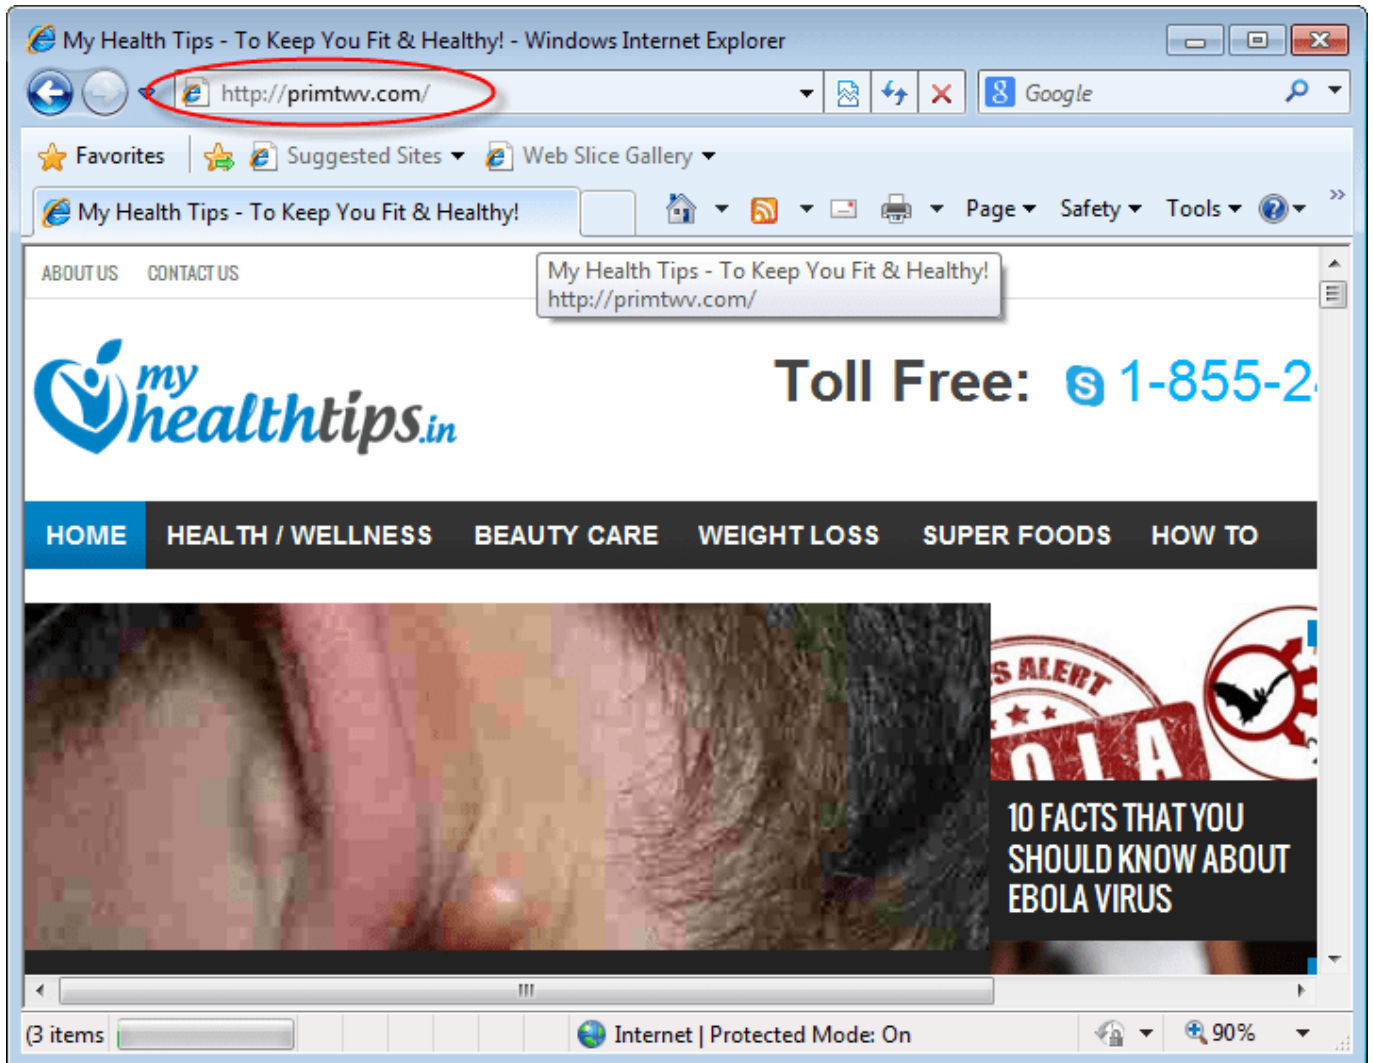 My Health Tips - To Keep You Fit & Healthy! - Windows Internet Explorer
http://primtwv.com/
Google
Favorites Suggested Sites Web Slice Gallery
My Health Tips - To Keep You Fit & Healthy! Page Safety Tools
ABOUT US CONTACT US
My Health Tips - To Keep You Fit & Healthy!
http://primtwv.com/
my
healthtips.in
Toll Free: 1-855-2
HOME HEALTH / WELLNESS BEAUTY CARE WEIGHT LOSS SUPER FOODS HOW TO
S ALERT
OLA
10 FACTS THAT YOU
SHOULD KNOW ABOUT
EBOLA VIRUS
(3 items Internet | Protected Mode: On 90%